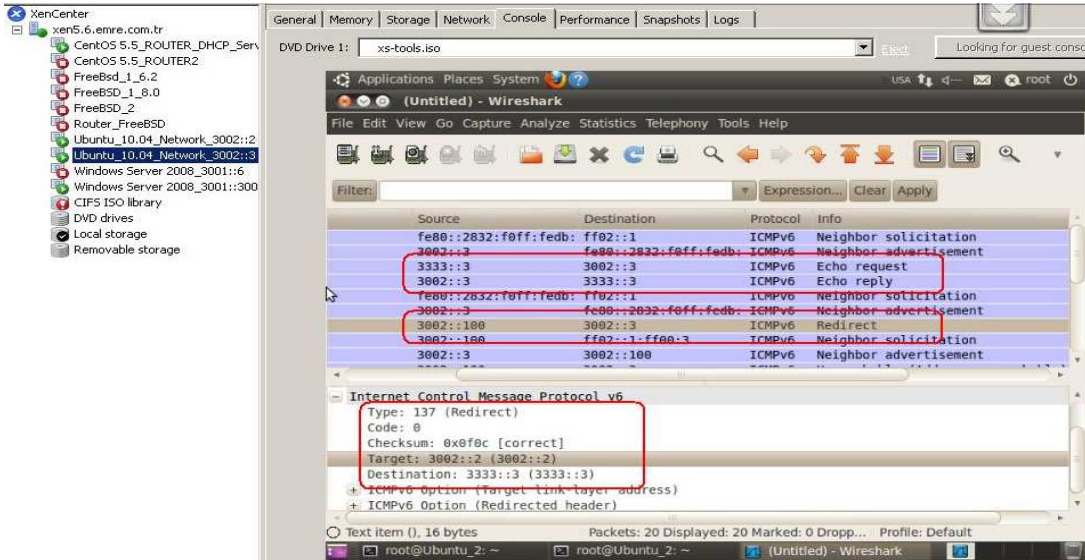 XenCenter
xen5.6.emre.com.tr
CentOS 5.5_ROUTER_DHCP_Serv
CentOS 5.5_ROUTER2
FreeBsd_1_6.2
FreeBSD_1_8.0
FreeBSD_2
Router_FreeBSD
Ubuntu_10.04_Network_3002::2
Ubuntu_10.04_Network_3002::3
Windows Server 2008_3001::6
Windows Server 2008_3001::300
CIFS ISO library
DVD drives
Local storage
Removable storage
General Memory Storage Network Console Performance Snapshots Logs
DVD Drive 1: xs-tools.iso Eject Looking for guest conso
Applications Places System USA root
(Untitled) - Wireshark
File Edit View Go Capture Analyze Statistics Telephony Tools Help
Filter: Expression... Clear Apply
Source Destination Protocol Info
fe80::2832:f0ff:fedb: ff02::1 ICMPv6 Neighbor solicitation
3002::3 fe80::2832:f0ff:fedb: ICMPv6 Neighbor advertisement
3333::3 3002::3 ICMPv6 Echo request
3002::3 3333::3 ICMPv6 Echo reply
fe80::2832:f0ff:fedb: ff02::1 ICMPv6 Neighbor solicitation
3002::3 fe80::2832:f0ff:fedb: ICMPv6 Neighbor advertisement
3002::100 3002::3 ICMPv6 Redirect
3002::100 ff02::1:ff00:3 ICMPv6 Neighbor solicitation
3002::3 3002::100 ICMPv6 Neighbor advertisement
Internet Control Message Protocol v6
Type: 137 (Redirect)
Code: 0
Checksum: 0x0f0c [correct]
Target: 3002::2 (3002::2)
Destination: 3333::3 (3333::3)
ICMPv6 Option (Target link-layer address)
ICMPv6 Option (Redirected header)
Text item (), 16 bytes Packets: 20 Displayed: 20 Marked: 0 Dropp... Profile: Default
root@Ubuntu_2: ~ root@Ubuntu_2: ~ (Untitled) - Wireshark